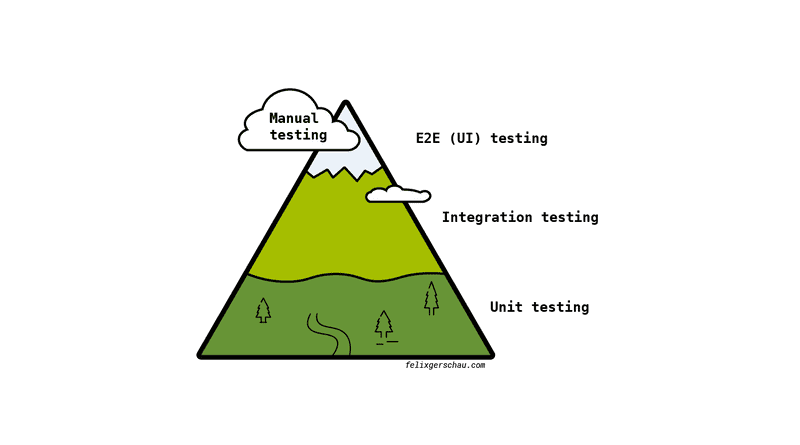 Manual
testing
E2E (UI) testing
Integration testing
Unit testing
felixgerschau.com